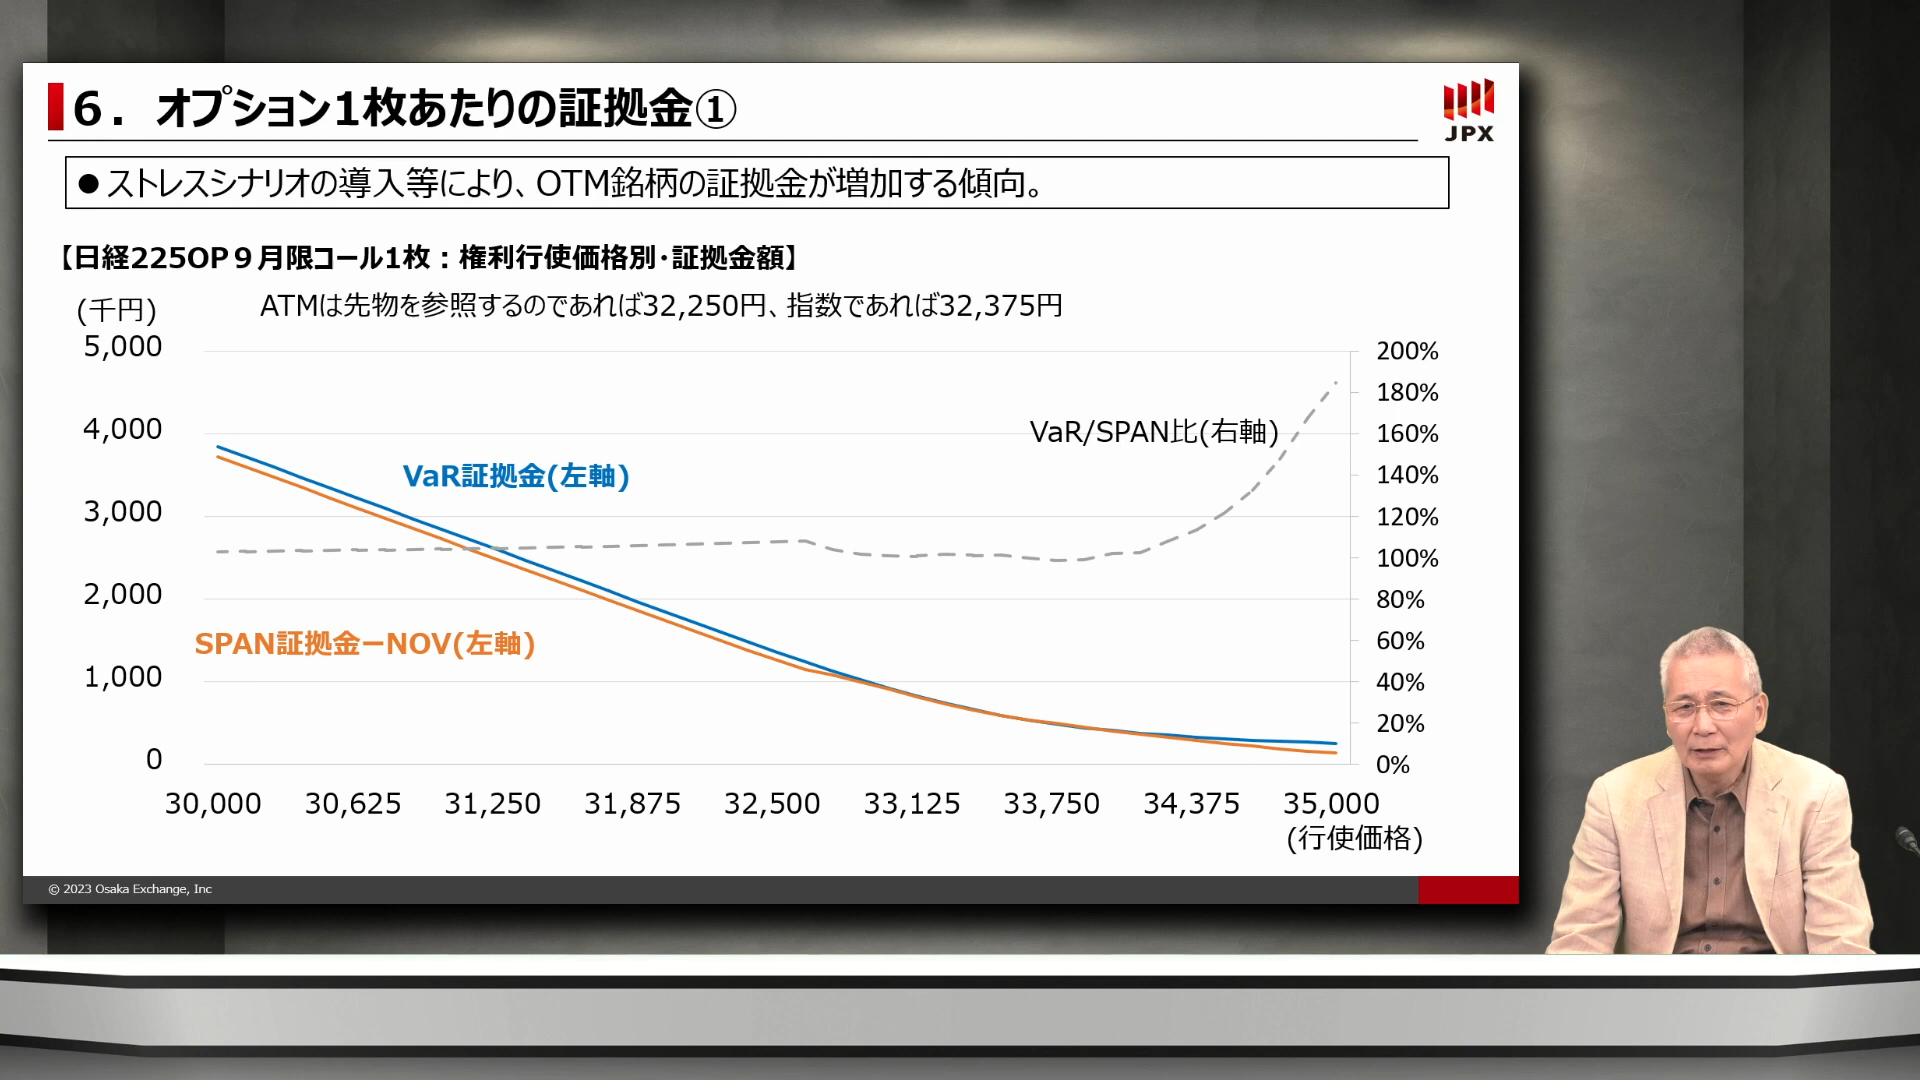 6．オプション1枚あたりの証拠金①
JPX
●ストレスシナリオの導入等により、OTM銘柄の証拠金が増加する傾向。
【日経225OP９月限コール1枚：権利行使価格別・証拠金額】
(千円)
ATMは先物を参照するのであれば32,250円、指数であれば32,375円
5,000
4,000
3,000
2,000
1,000
0
200%
180%
160%
140%
120%
100%
80%
60%
40%
20%
0%
VaR/SPAN比(右軸)
VaR証拠金(左軸)
SPAN証拠金－NOV(左軸)
30,000 30,625 31,250 31,875 32,500 33,125 33,750 34,375 35,000
(行使価格)
© 2023 Osaka Exchange, Inc